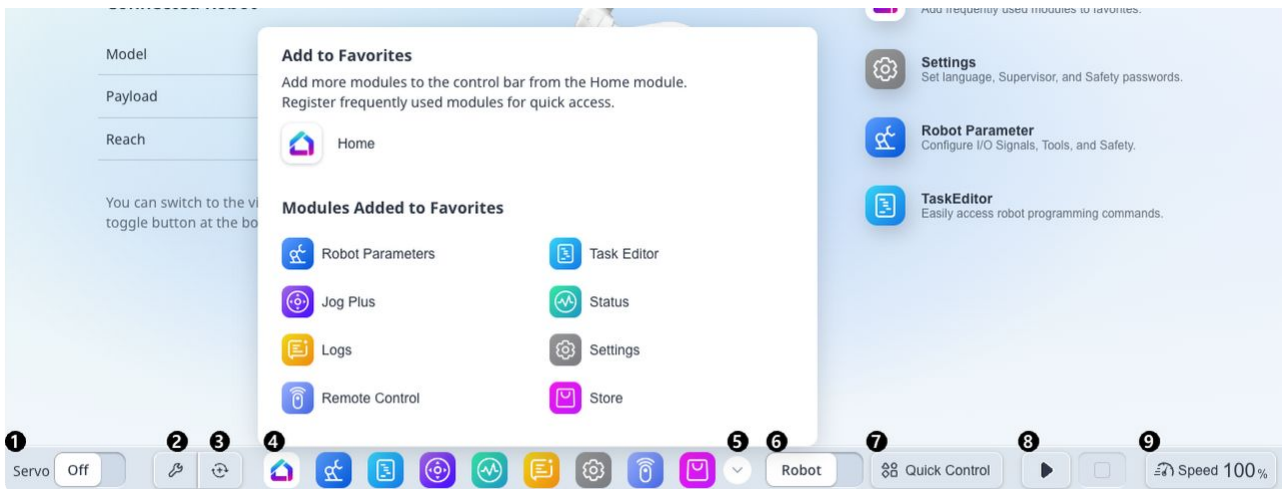 Connected Robot
Model
Payload
Reach
You can switch to the vi
toggle button at the bo
Add to Favorites
Add more modules to the control bar from the Home module.
Register frequently used modules for quick access.
Home
Modules Added to Favorites
Robot Parameters
Task Editor
Jog Plus
Status
Logs
Settings
Remote Control
Store
Add frequently used modules to favorites.
Settings
Set language, Supervisor, and Safety passwords.
Robot Parameter
Configure I/O Signals, Tools, and Safety.
TaskEditor
Easily access robot programming commands.
1 2 3 4 5 6 7 8 9
Servo Off Robot Quick Control Speed 100%